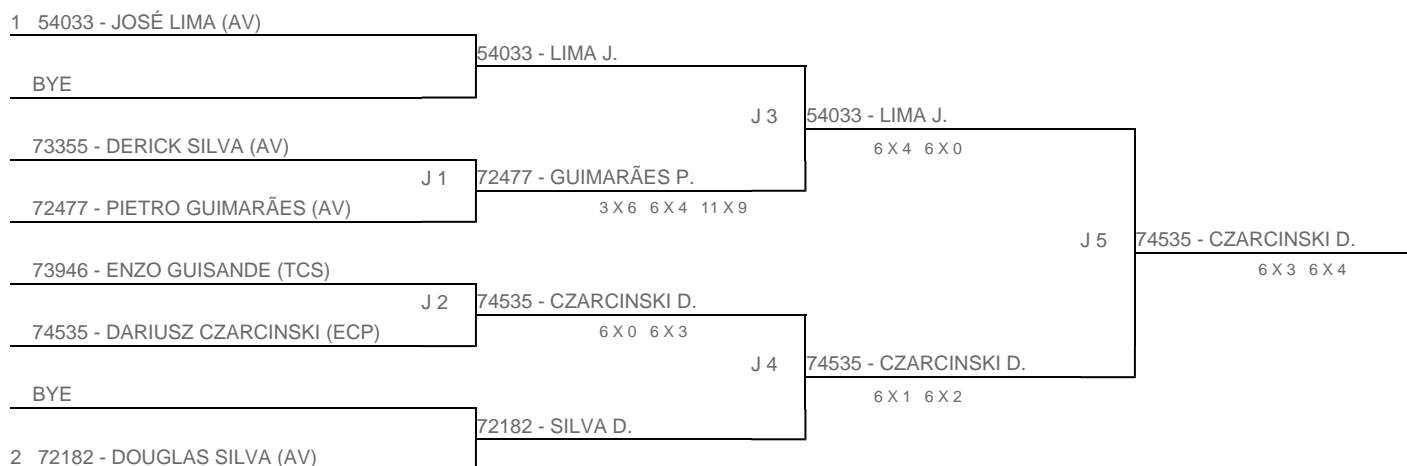 1 54033 - JOSÉ LIMA (AV)
54033 - LIMA J.
BYE
J 3 54033 - LIMA J.
73355 - DERICK SILVA (AV)
6 X 4 6 X 0
J 1 72477 - GUIMARÃES P.
72477 - PIETRO GUIMARÃES (AV)
3 X 6 6 X 4 11 X 9
J 5 74535 - CZARCINSKI D.
73946 - ENZO GUISANDE (TCS)
6 X 3 6 X 4
J 2 74535 - CZARCINSKI D.
74535 - DARIUSZ CZARCINSKI (ECP)
6 X 0 6 X 3
J 4 74535 - CZARCINSKI D.
BYE
6 X 1 6 X 2
72182 - SILVA D.
2 72182 - DOUGLAS SILVA (AV)